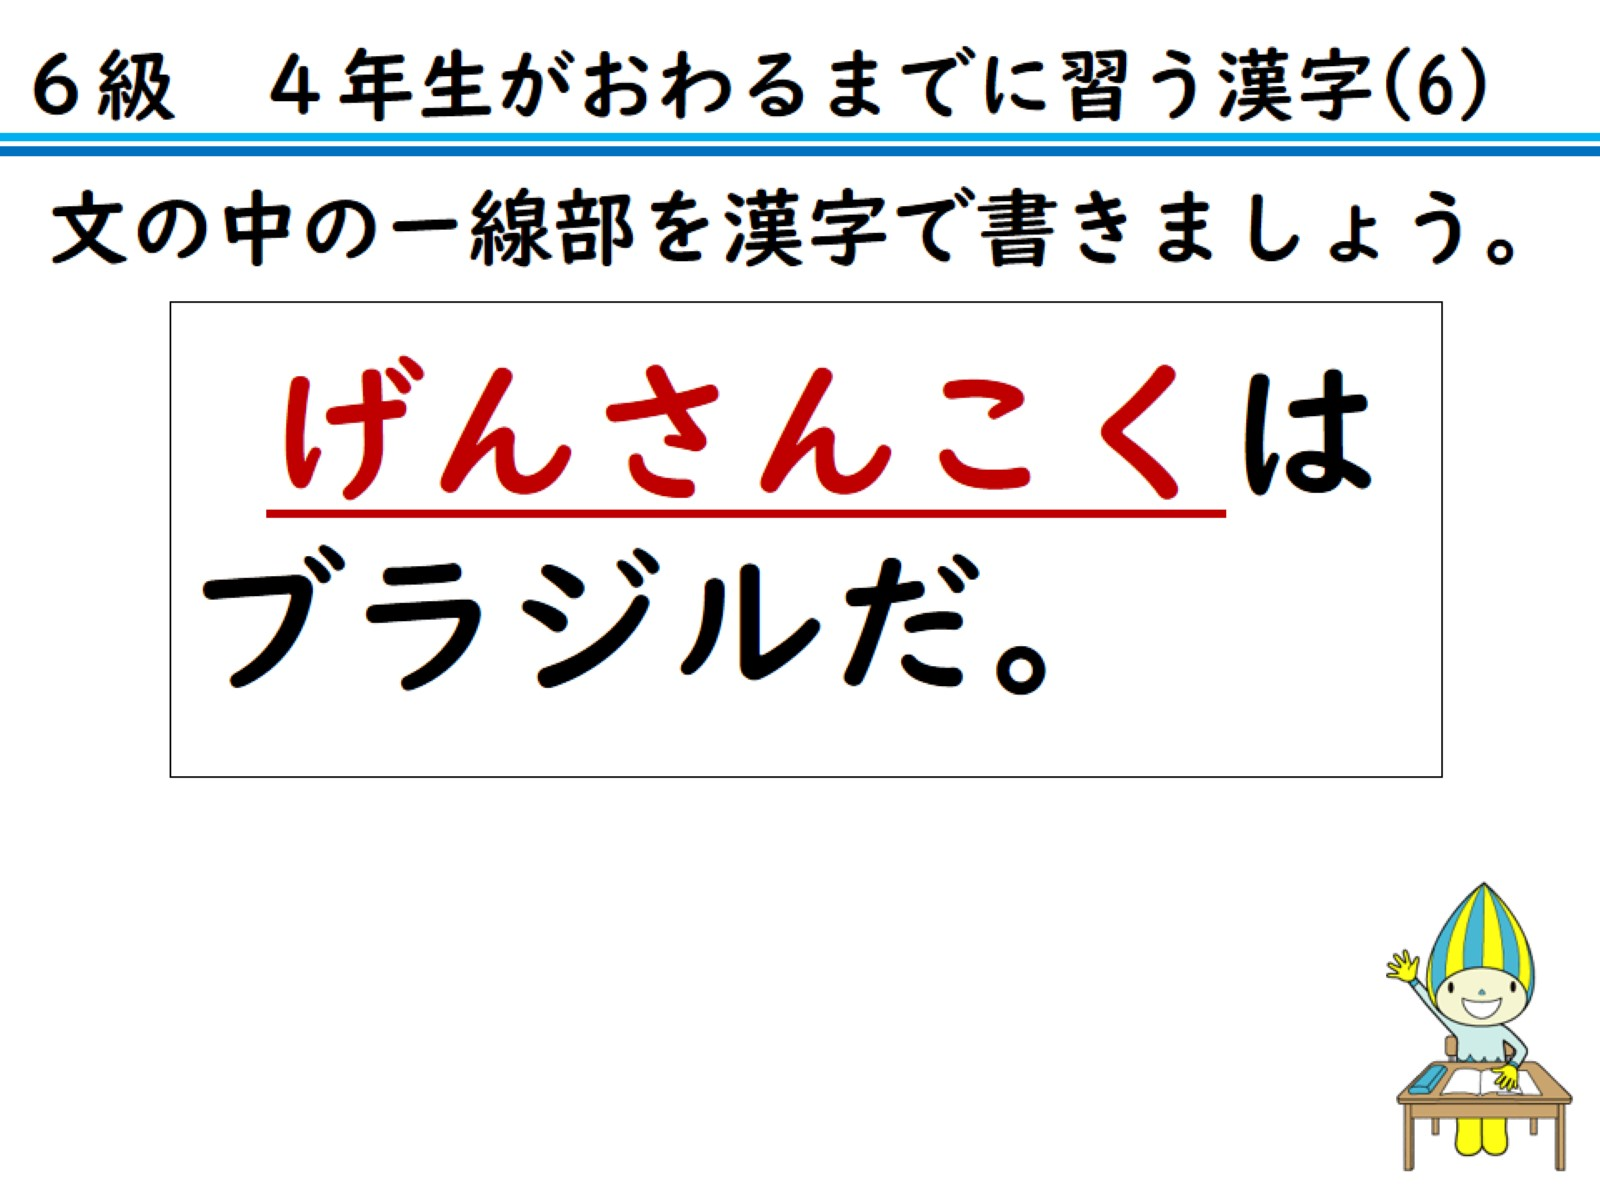 ６級　４年生がおわるまでに習う漢字(6)
文の中の一線部を漢字で書きましょう。
げんさんこくは
ブラジルだ。